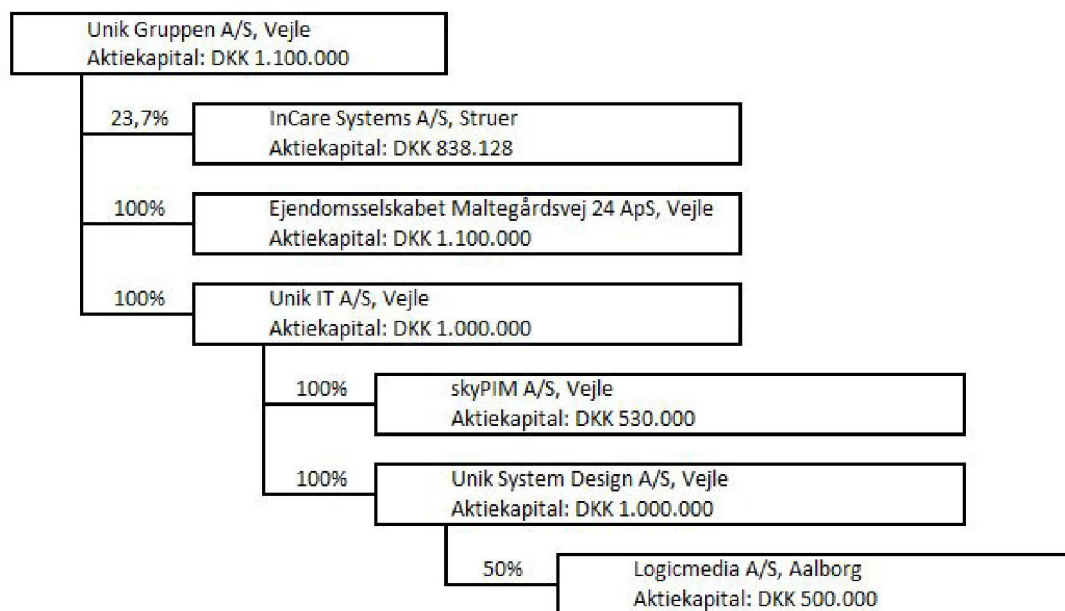 Unik Gruppen A/S, Vejle
Aktiekapital: DKK 1.100.000
23,7%
InCare Systems A/S, Struer
Aktiekapital: DKK 838.128
100%
Ejendomsselskabet Maltegårdsvej 24 ApS, Vejle
Aktiekapital: DKK 1.100.000
100%
Unik IT A/S, Vejle
Aktiekapital: DKK 1.000.000
100%
skyPIM A/S, Vejle
Aktiekapital: DKK 530.000
100%
Unik System Design A/S, Vejle
Aktiekapital: DKK 1.000.000
50%
Logicmedia A/S, Aalborg
Aktiekapital: DKK 500.000